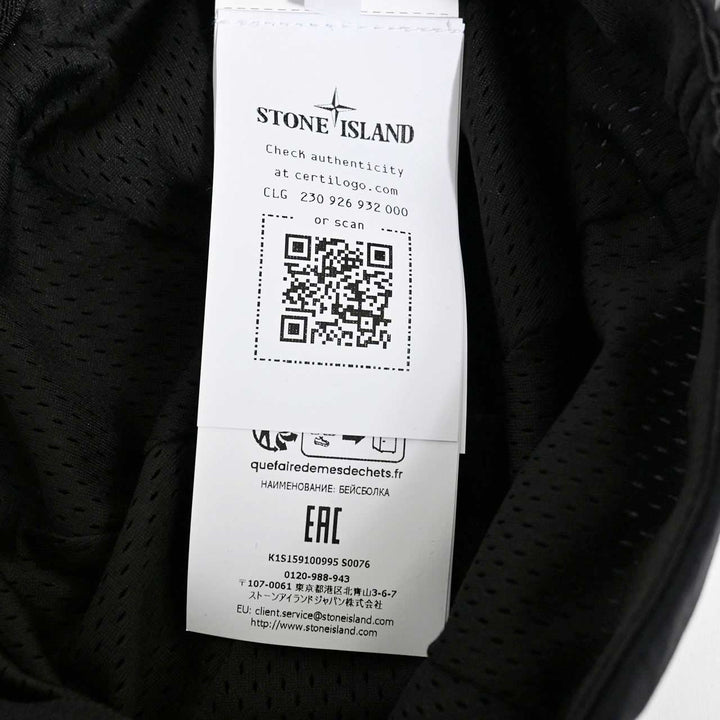 STONE ISLAND
Check authenticity
at certilogo.com
CLG 230 926 932 000
or scan
quefairedemesdechets.fr
НАИМЕНОВАНИЕ: БЕЙСБОЛКА
EAC
K1S159100995 S0076
0120-988-943
〒107-0061 東京都港区北青山3-6-7
ストーンアイランドジャパン株式会社
EU: client.service@stoneisland.com
http://www.stoneisland.com